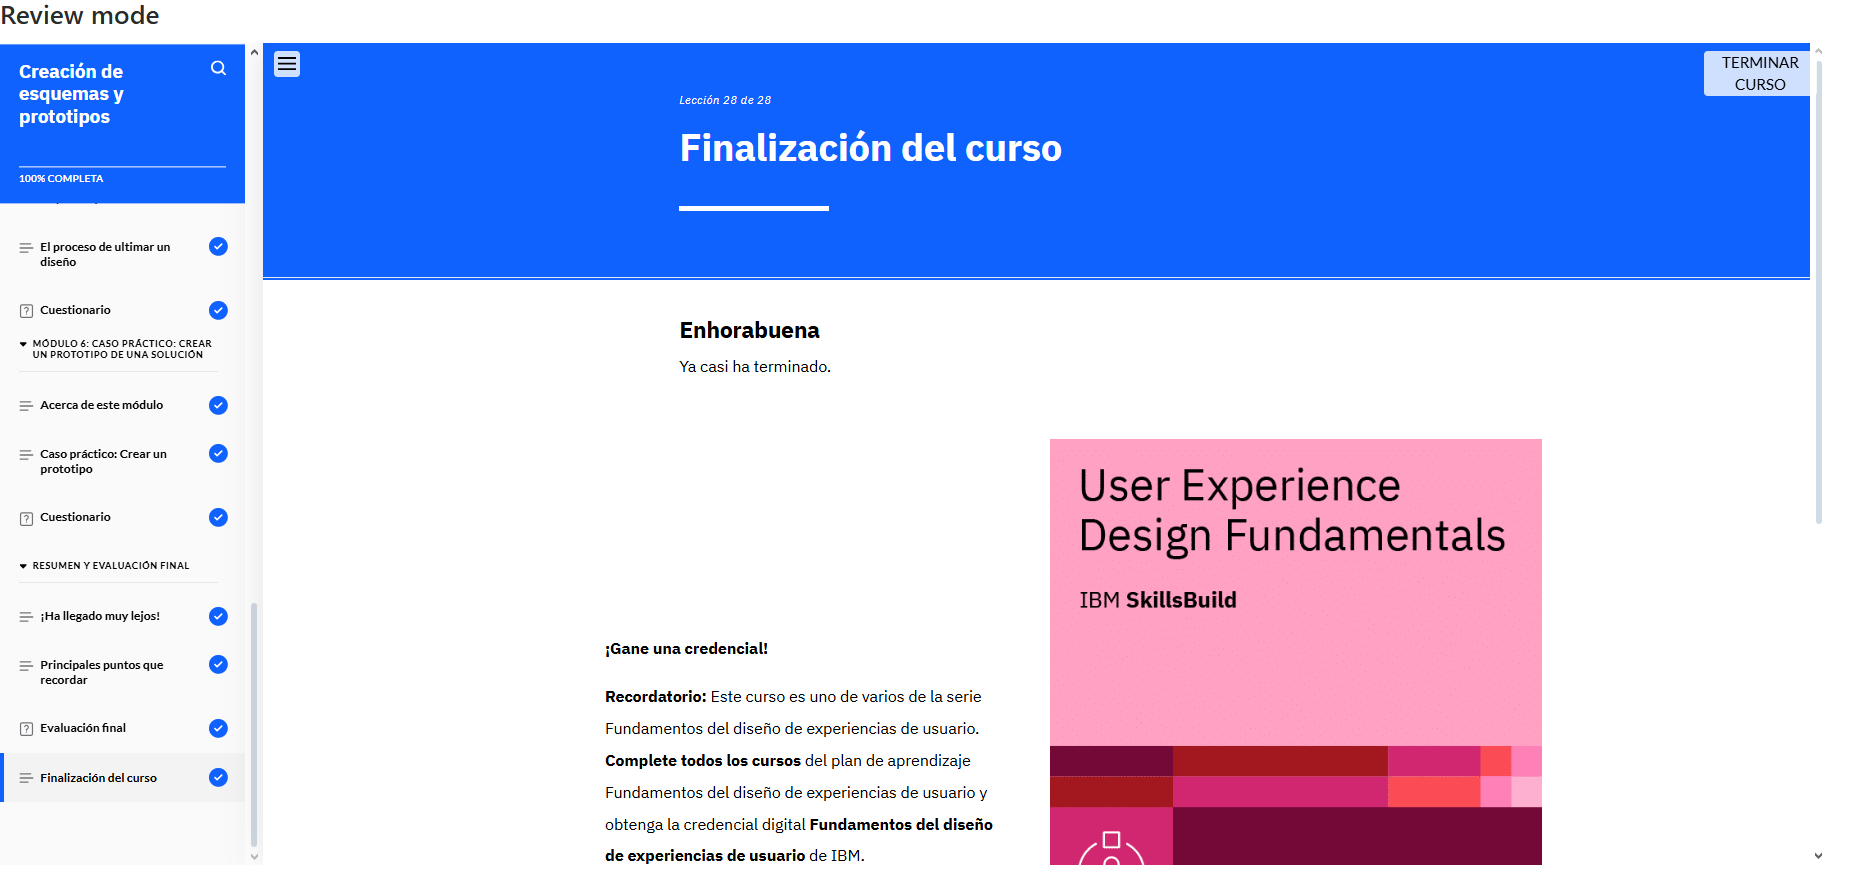 Review mode
Creación de
esquemas y
prototipos
100% COMPLETA
El proceso de ultimar un
diseño
Cuestionario
MÓDULO 6: CASO PRÁCTICO: CREAR
UN PROTOTIPO DE UNA SOLUCIÓN
Acerca de este módulo
Caso práctico: Crear un
prototipo
Cuestionario
RESUMEN Y EVALUACIÓN FINAL
¡Ha llegado muy lejos!
Principales puntos que
recordar
Evaluación final
Finalización del curso
TERMINAR
CURSO
Lección 28 de 28
Finalización del curso
Enhorabuena
Ya casi ha terminado.
¡Gane una credencial!
Recordatorio: Este curso es uno de varios de la serie
Fundamentos del diseño de experiencias de usuario.
Complete todos los cursos del plan de aprendizaje
Fundamentos del diseño de experiencias de usuario y
obtenga la credencial digital Fundamentos del diseño
de experiencias de usuario de IBM.
User Experience
Design Fundamentals
IBM SkillsBuild